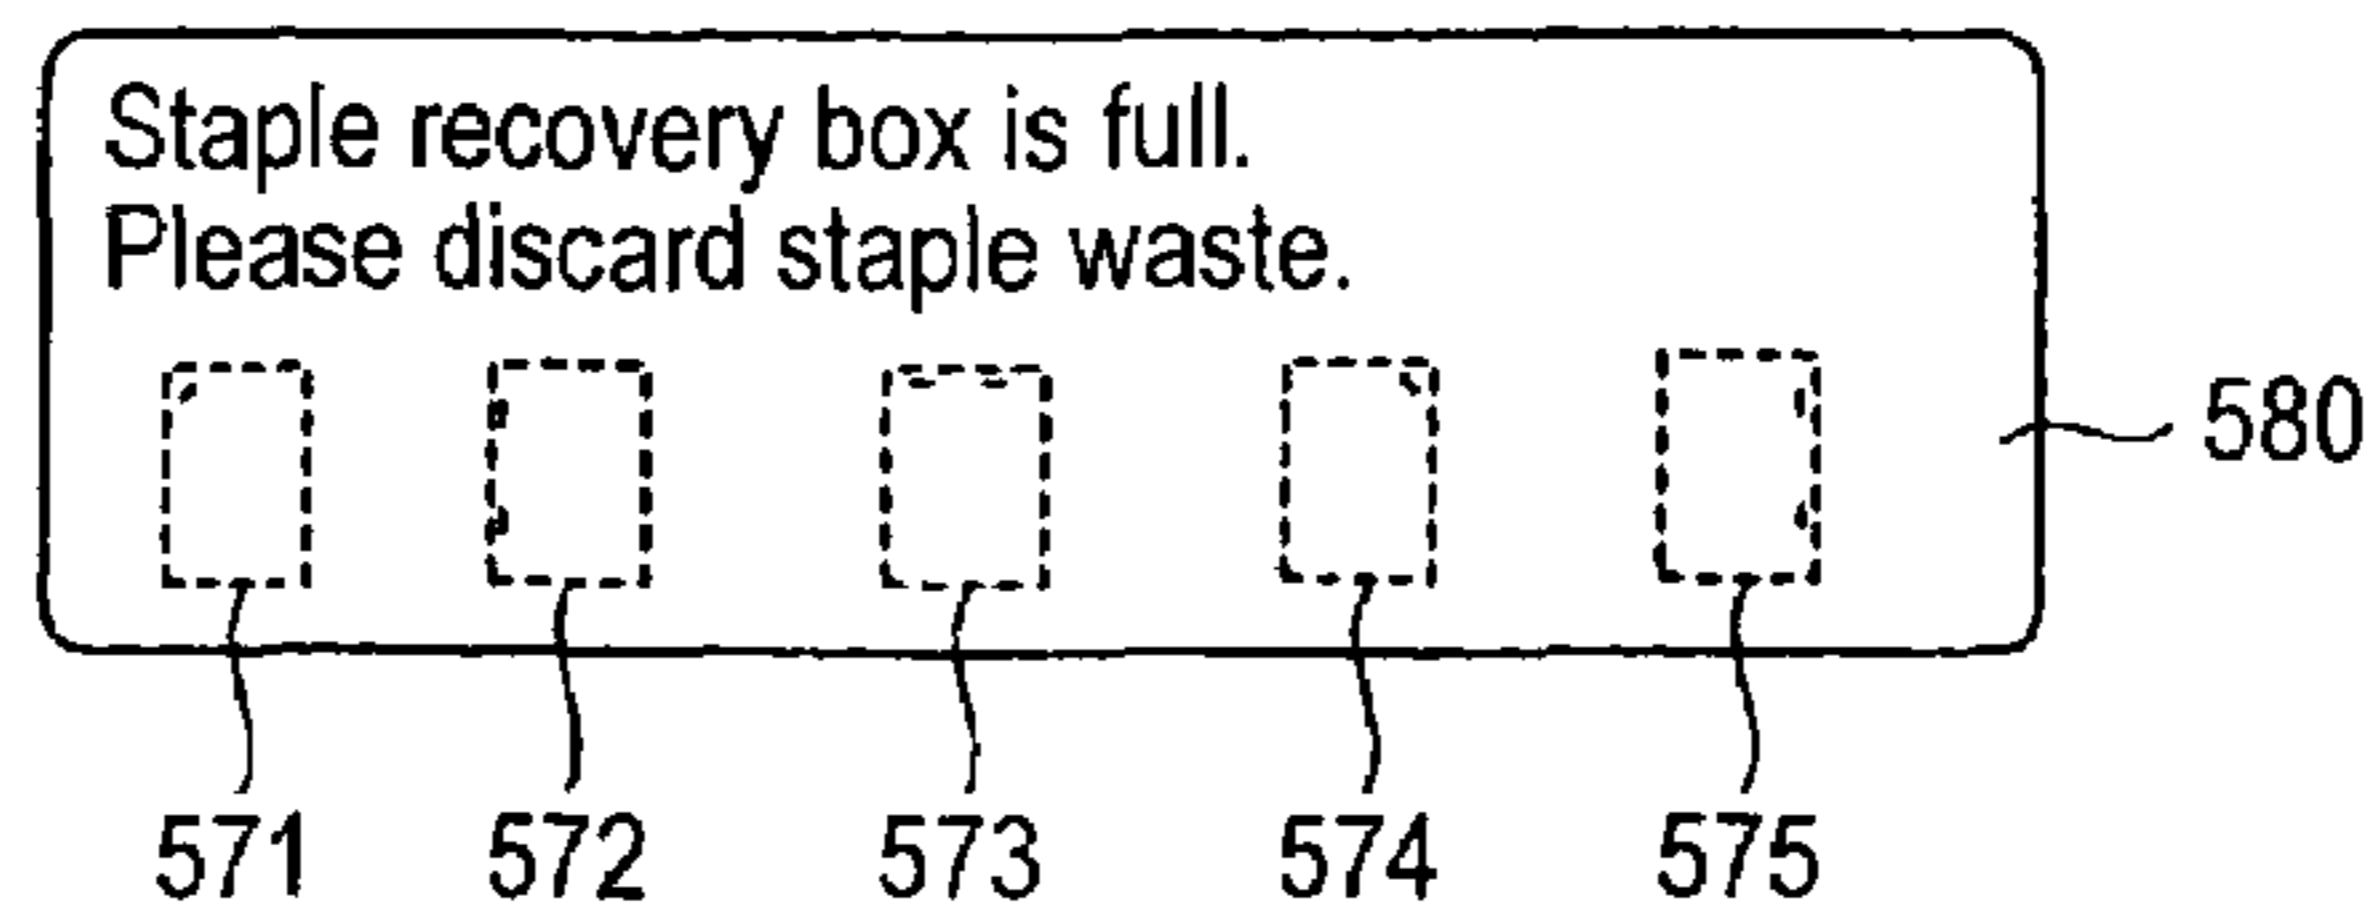 Staple recovery box is full.
Please discard staple waste.
580
571 572 573 574 575